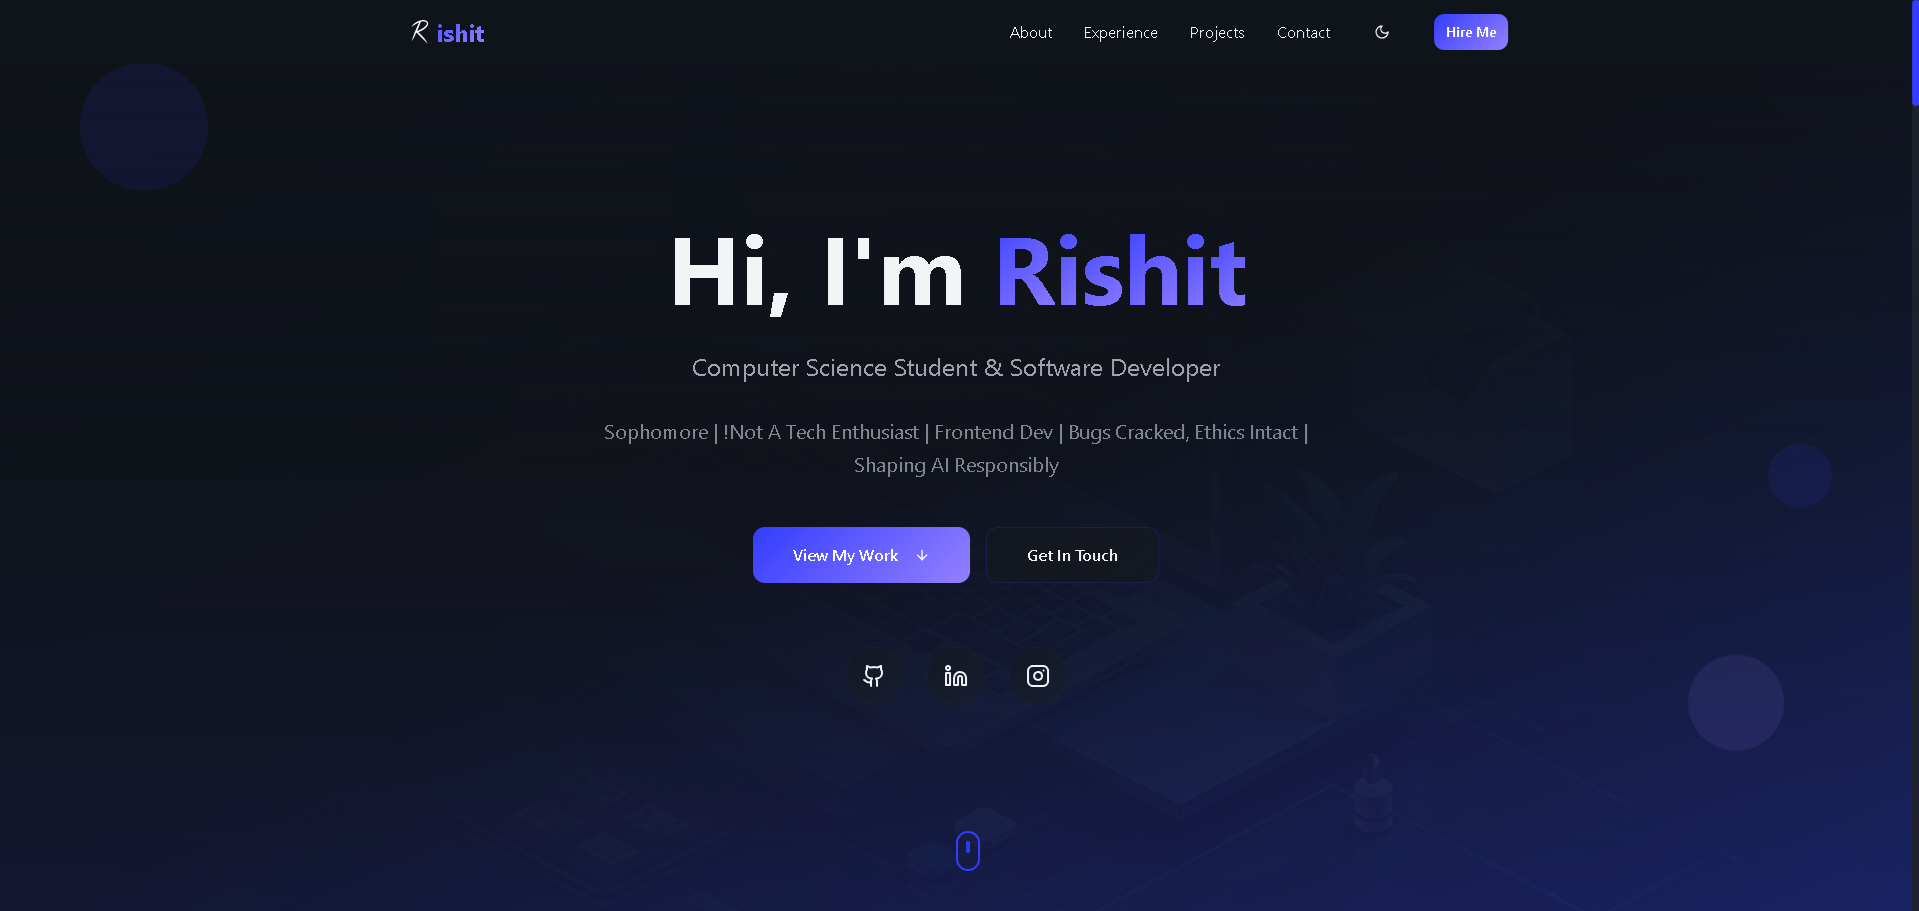 Rishit
About
Experience
Projects
Contact
Hire Me
Hi, I'm Rishit
Computer Science Student & Software Developer
Sophomore | !Not A Tech Enthusiast | Frontend Dev | Bugs Cracked, Ethics Intact |
Shaping AI Responsibly
View My Work
Get In Touch